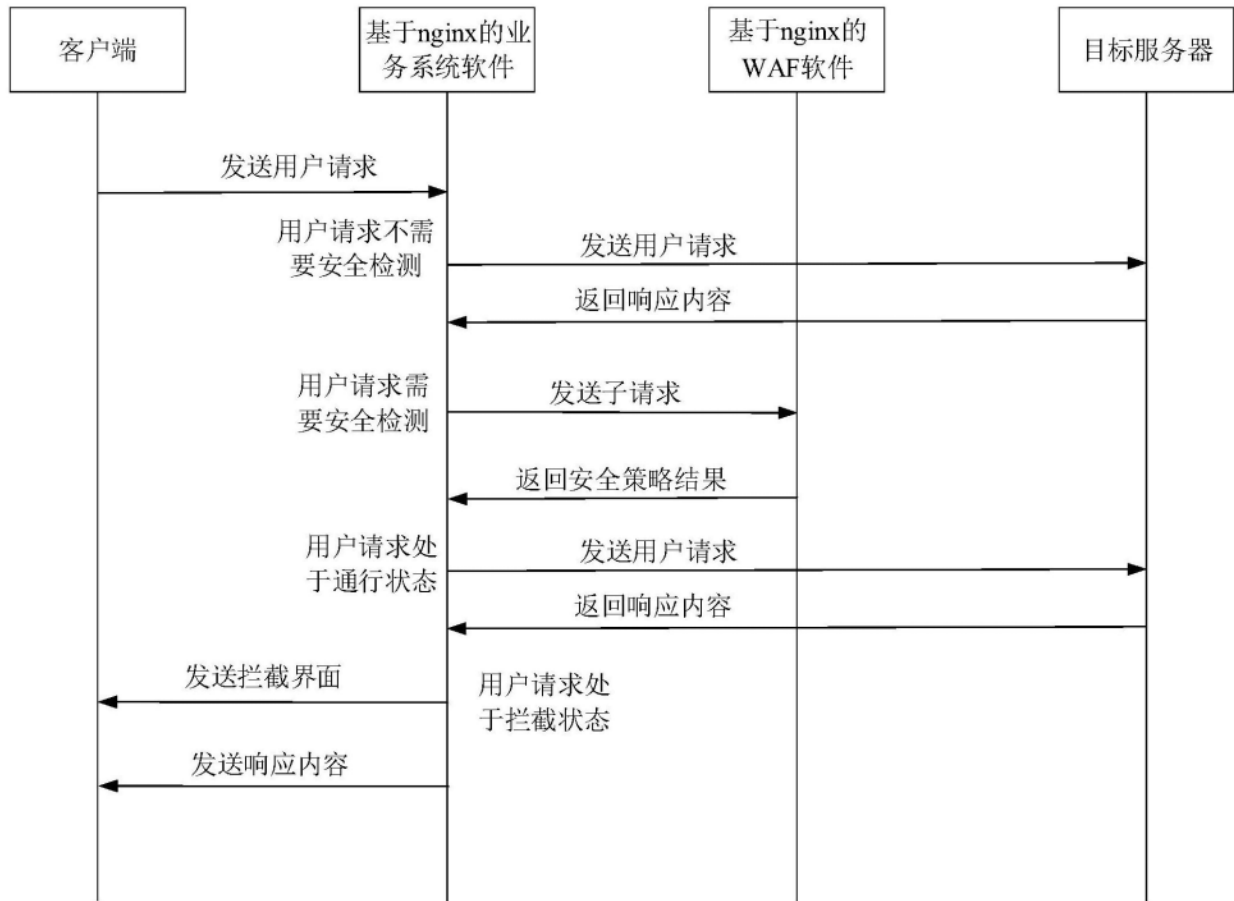 客户端
基于nginx的业
务系统软件
基于nginx的
WAF软件
目标服务器
发送用户请求
用户请求不需
要安全检测
发送用户请求
返回响应内容
用户请求需
要安全检测
发送子请求
返回安全策略结果
用户请求处
于通行状态
发送用户请求
返回响应内容
发送拦截界面
用户请求处
于拦截状态
发送响应内容